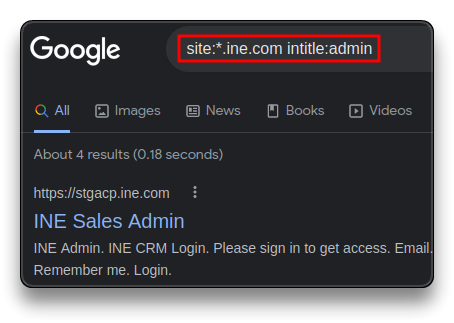 Google
site:*.ine.com intitle:admin
All Images News Books Videos
About 4 results (0.18 seconds)
https://stgacp.ine.com
INE Sales Admin
INE Admin. INE CRM Login. Please sign in to get access. Email.
Remember me. Login.